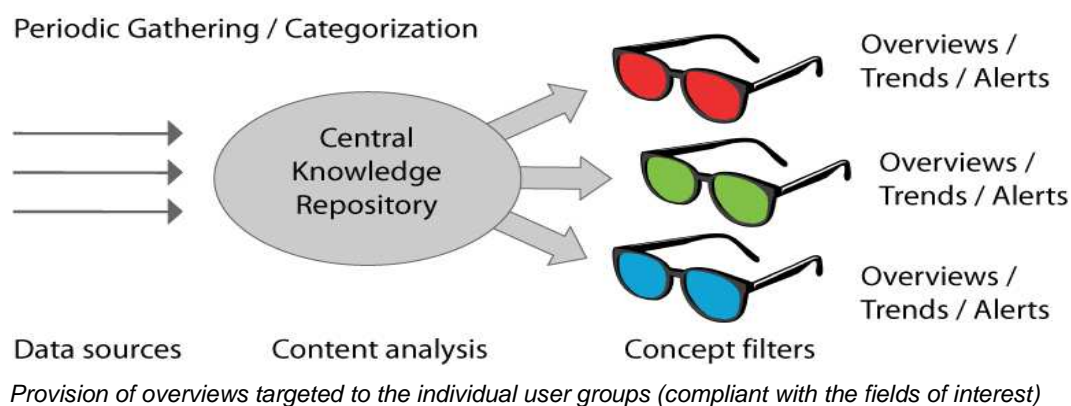 Periodic Gathering / Categorization
Central
Knowledge
Repository
Overviews /
Trends / Alerts
Overviews /
Trends / Alerts
Overviews /
Trends / Alerts
Data sources
Content analysis
Concept filters
Provision of overviews targeted to the individual user groups (compliant with the fields of interest)